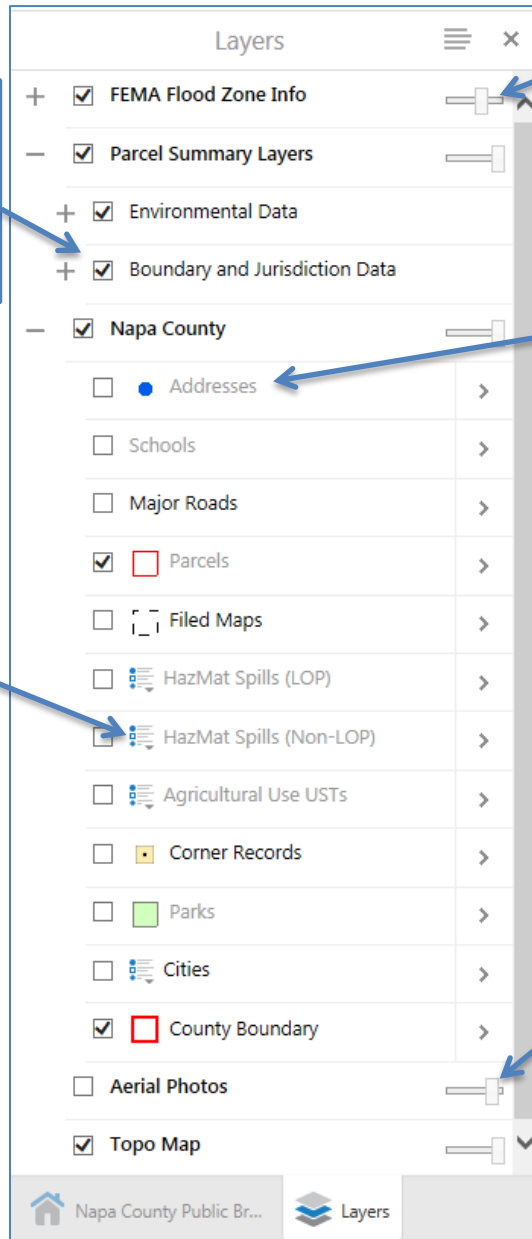 Layers
FEMA Flood Zone Info
Parcel Summary Layers
Environmental Data
Boundary and Jurisdiction Data
Napa County
Addresses
Schools
Major Roads
Parcels
Filed Maps
HazMat Spills (LOP)
HazMat Spills (Non-LOP)
Agricultural Use USTs
Corner Records
Parks
Cities
County Boundary
Aerial Photos
Topo Map
Napa County Public Br... Layers